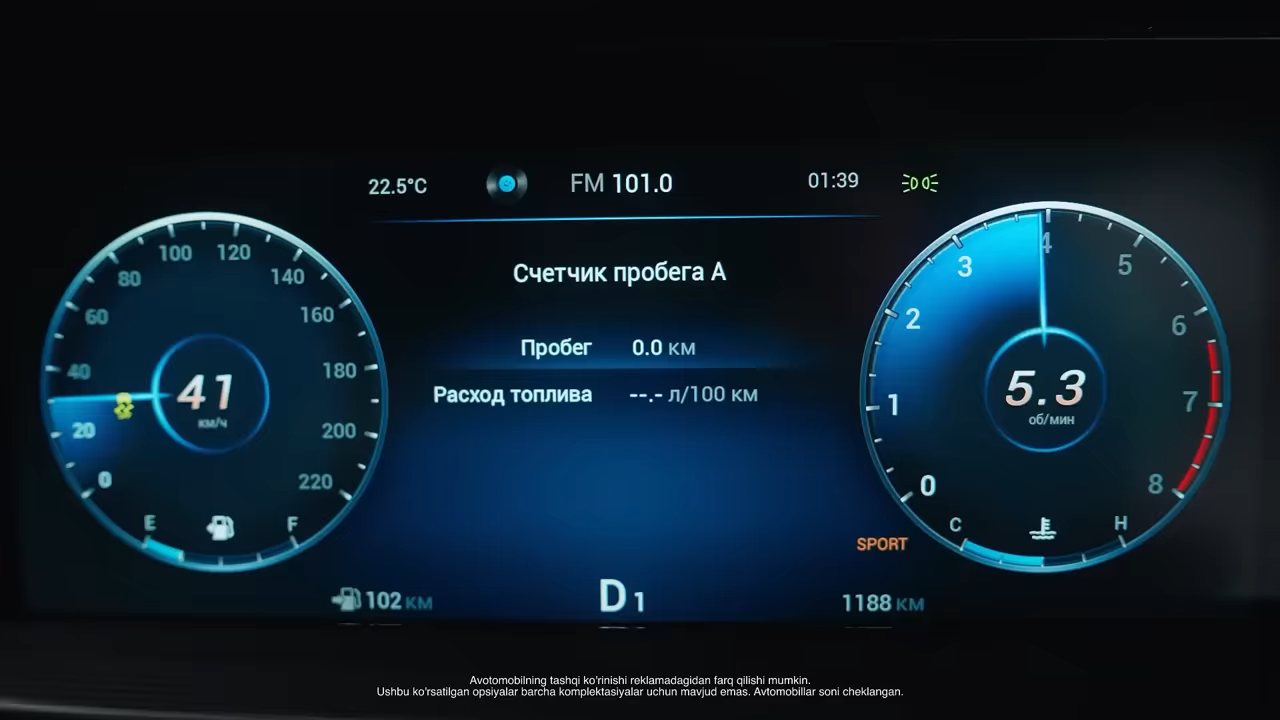 22.5°C FM 101.0 01:39
Счетчик пробега A
Пробег 0.0 км
Расход топлива --.- л/100 км
0
20
40
60
80
100
120
140
160
180
200
220
41
км/ч
E F
0
1
2
3
4
5
6
7
8
5.3
об/мин
C H
SPORT
102 км D 1 1188 км
Avotomobilning tashqi ko'rinishi reklamadagidan farq qilishi mumkin.
Ushbu ko'rsatilgan opsiyalar barcha komplektasiyalar uchun mavjud emas. Avtomobillar soni cheklangan.